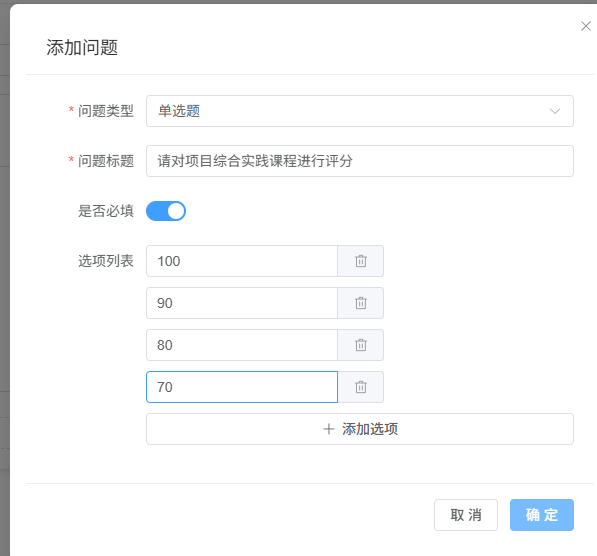 添加问题
* 问题类型 单选题
* 问题标题 请对项目综合实践课程进行评分
是否必填
选项列表 100
90
80
70
添加选项
取 消 确 定